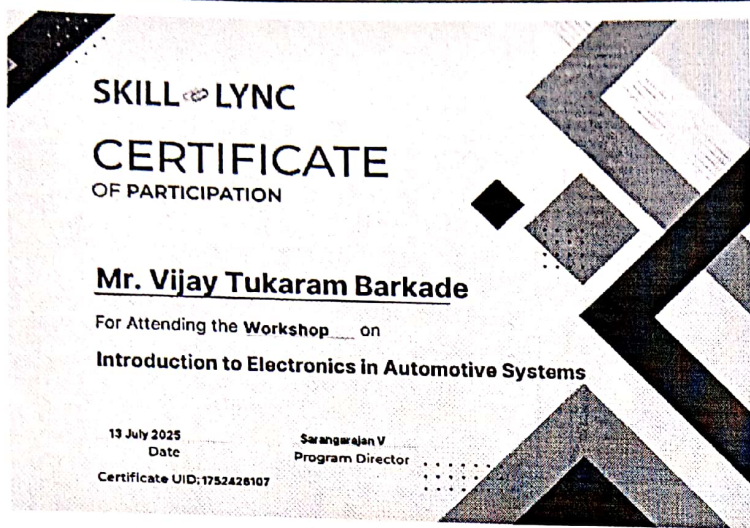 SKILL LYNC
CERTIFICATE
OF PARTICIPATION
Mr. Vijay Tukaram Barkade
For Attending the Workshop on
Introduction to Electronics in Automotive Systems
13 July 2025
Date
Sarangarajan V
Program Director
Certificate UID: 1752426107